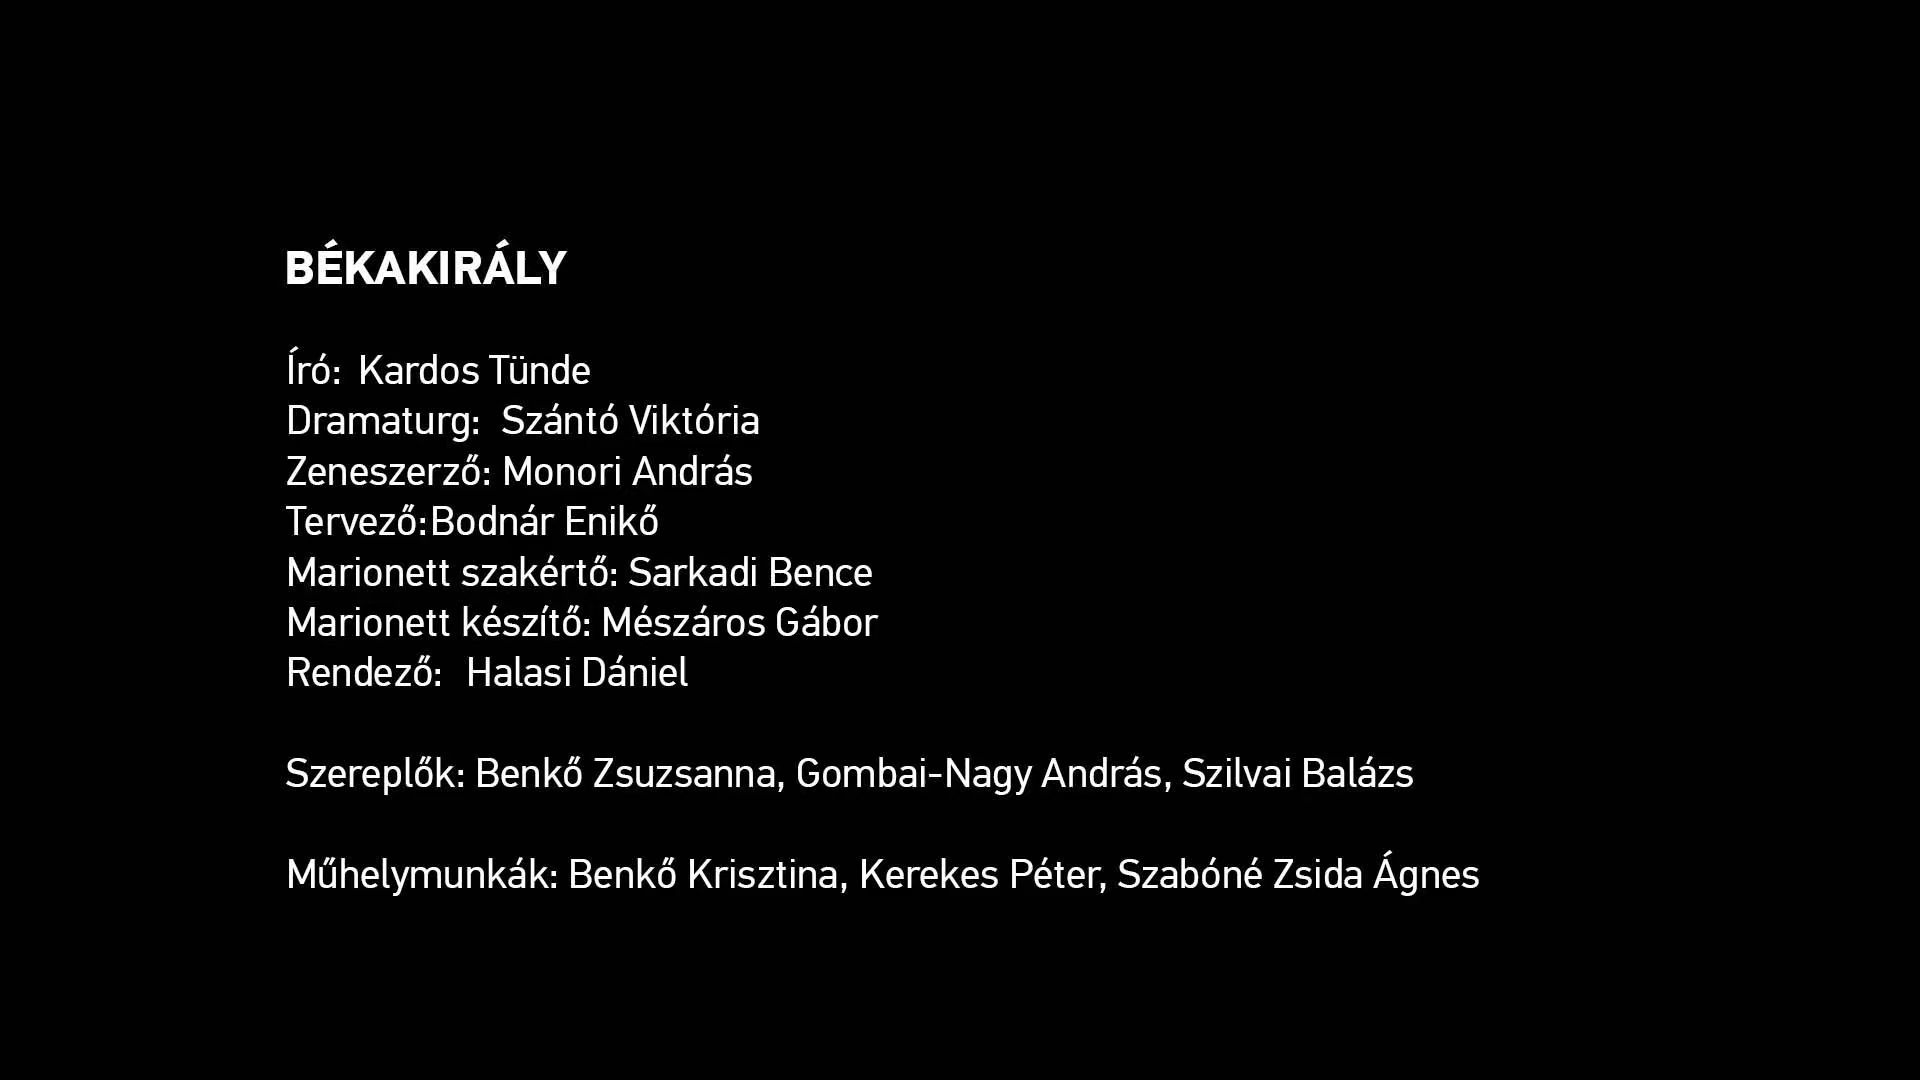 BÉKAKIRÁLY
Író: Kardos Tünde
Dramaturg: Szántó Viktória
Zeneszerző: Monori András
Tervező:Bodnár Enikő
Marionett szakértő: Sarkadi Bence
Marionett készítő: Mészáros Gábor
Rendező: Halasi Dániel
Szereplők: Benkő Zsuzsanna, Gombai-Nagy András, Szilvai Balázs
Műhelymunkák: Benkő Krisztina, Kerekes Péter, Szabóné Zsida Ágnes